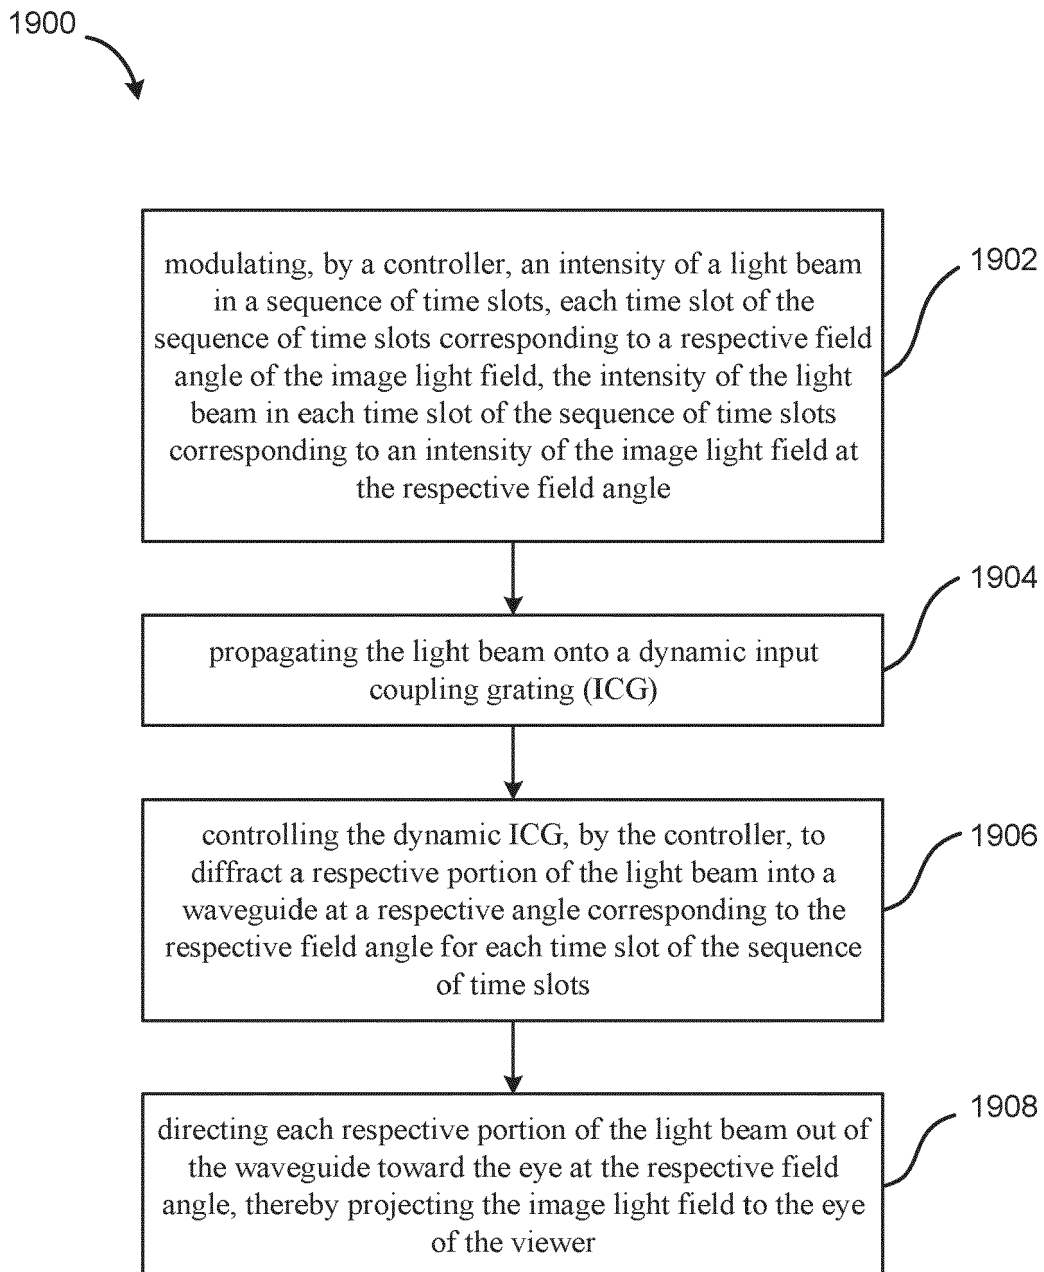 1900
modulating, by a controller, an intensity of a light beam
in a sequence of time slots, each time slot of the
sequence of time slots corresponding to a respective field
angle of the image light field, the intensity of the light
beam in each time slot of the sequence of time slots
corresponding to an intensity of the image light field at
the respective field angle
1902
propagating the light beam onto a dynamic input
coupling grating (ICG)
1904
controlling the dynamic ICG, by the controller, to
diffract a respective portion of the light beam into a
waveguide at a respective angle corresponding to the
respective field angle for each time slot of the sequence
of time slots
1906
directing each respective portion of the light beam out of
the waveguide toward the eye at the respective field
angle, thereby projecting the image light field to the eye
of the viewer
1908